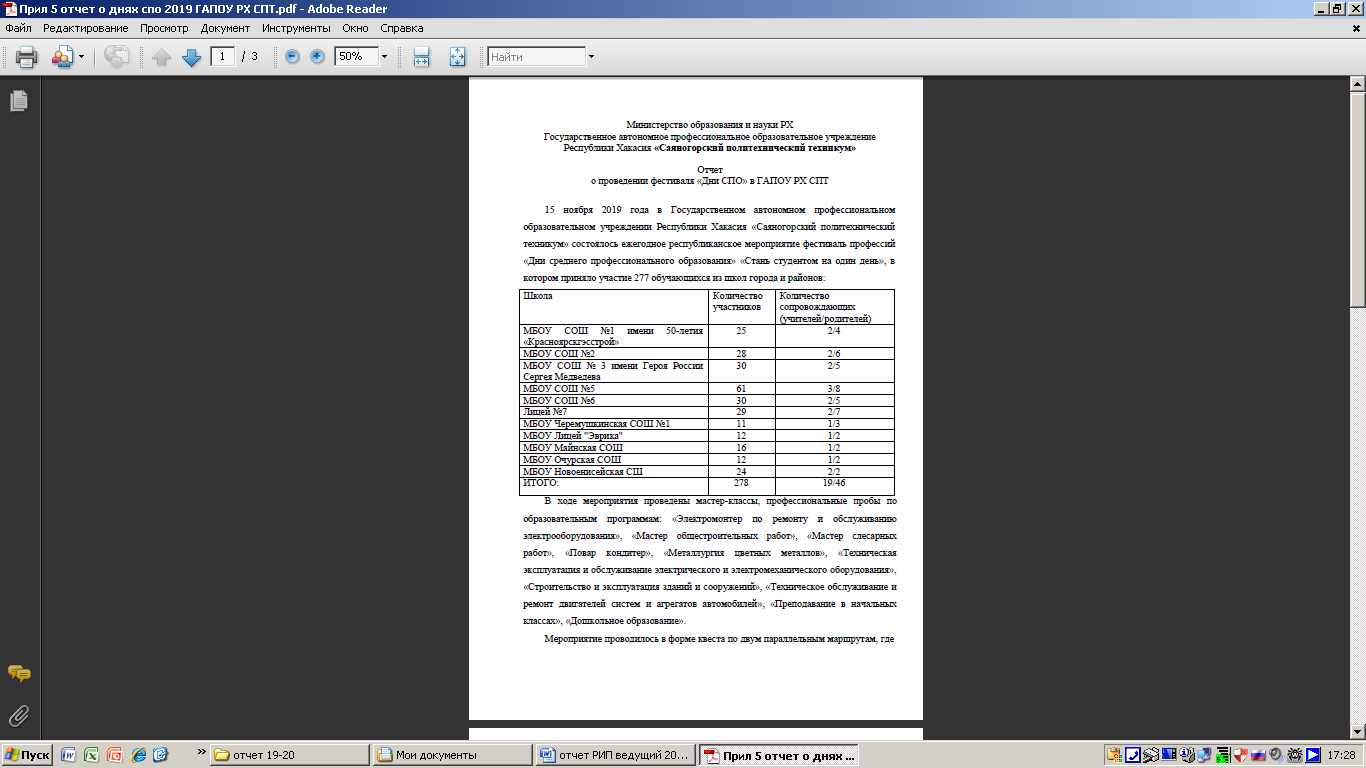 Прил 5 отчет о днях спо 2019 ГАПОУ РХ СПТ.pdf - Adobe Reader
Файл Редактирование Просмотр Документ Инструменты Окно Справка
1 / 3 50% Найти
Министерство образования и науки РХ
Государственное автономное профессиональное образовательное учреждение
Республики Хакасия «Саяногорский политехнический техникум»
Отчет
о проведении фестиваля «Дни СПО» в ГАПОУ РХ СПТ
15 ноября 2019 года в Государственном автономном профессиональном
образовательном учреждении Республики Хакасия «Саяногорский политехнический
техникум» состоялось ежегодное республиканское мероприятие фестиваль профессий
«Дни среднего профессионального образования» «Стань студентом на один день», в
котором приняло участие 277 обучающихся из школ города и районов:
Школа Количество участников Количество сопровождающих (учителей/родителей)
МБОУ СОШ №1 имени 50-летия «Красноярскгэсстрой» 25 2/4
МБОУ СОШ №2 28 2/6
МБОУ СОШ № 3 имени Героя России Сергея Медведева 30 2/5
МБОУ СОШ №5 61 3/8
МБОУ СОШ №6 30 2/5
Лицей №7 29 2/7
МБОУ Черемушкинская СОШ №1 11 1/3
МБОУ Лицей "Эврика" 12 1/2
МБОУ Майнская СОШ 16 1/2
МБОУ Очурская СОШ 12 1/2
МБОУ Новоенисейская СШ 24 2/2
ИТОГО: 278 19/46
В ходе мероприятия проведены мастер-классы, профессиональные пробы по
образовательным программам: «Электромонтер по ремонту и обслуживанию
электрооборудования», «Мастер общестроительных работ», «Мастер слесарных
работ», «Повар кондитер», «Металлургия цветных металлов», «Техническая
эксплуатация и обслуживание электрического и электромеханического оборудования»,
«Строительство и эксплуатация зданий и сооружений», «Техническое обслуживание и
ремонт двигателей систем и агрегатов автомобилей», «Преподавание в начальных
классах», «Дошкольное образование».
Мероприятие проводилось в форме квеста по двум параллельным маршрутам, где
Пуск » отчет 19-20 Мои документы отчет РИП ведущий 20... Прил 5 отчет о днях ... 17:28